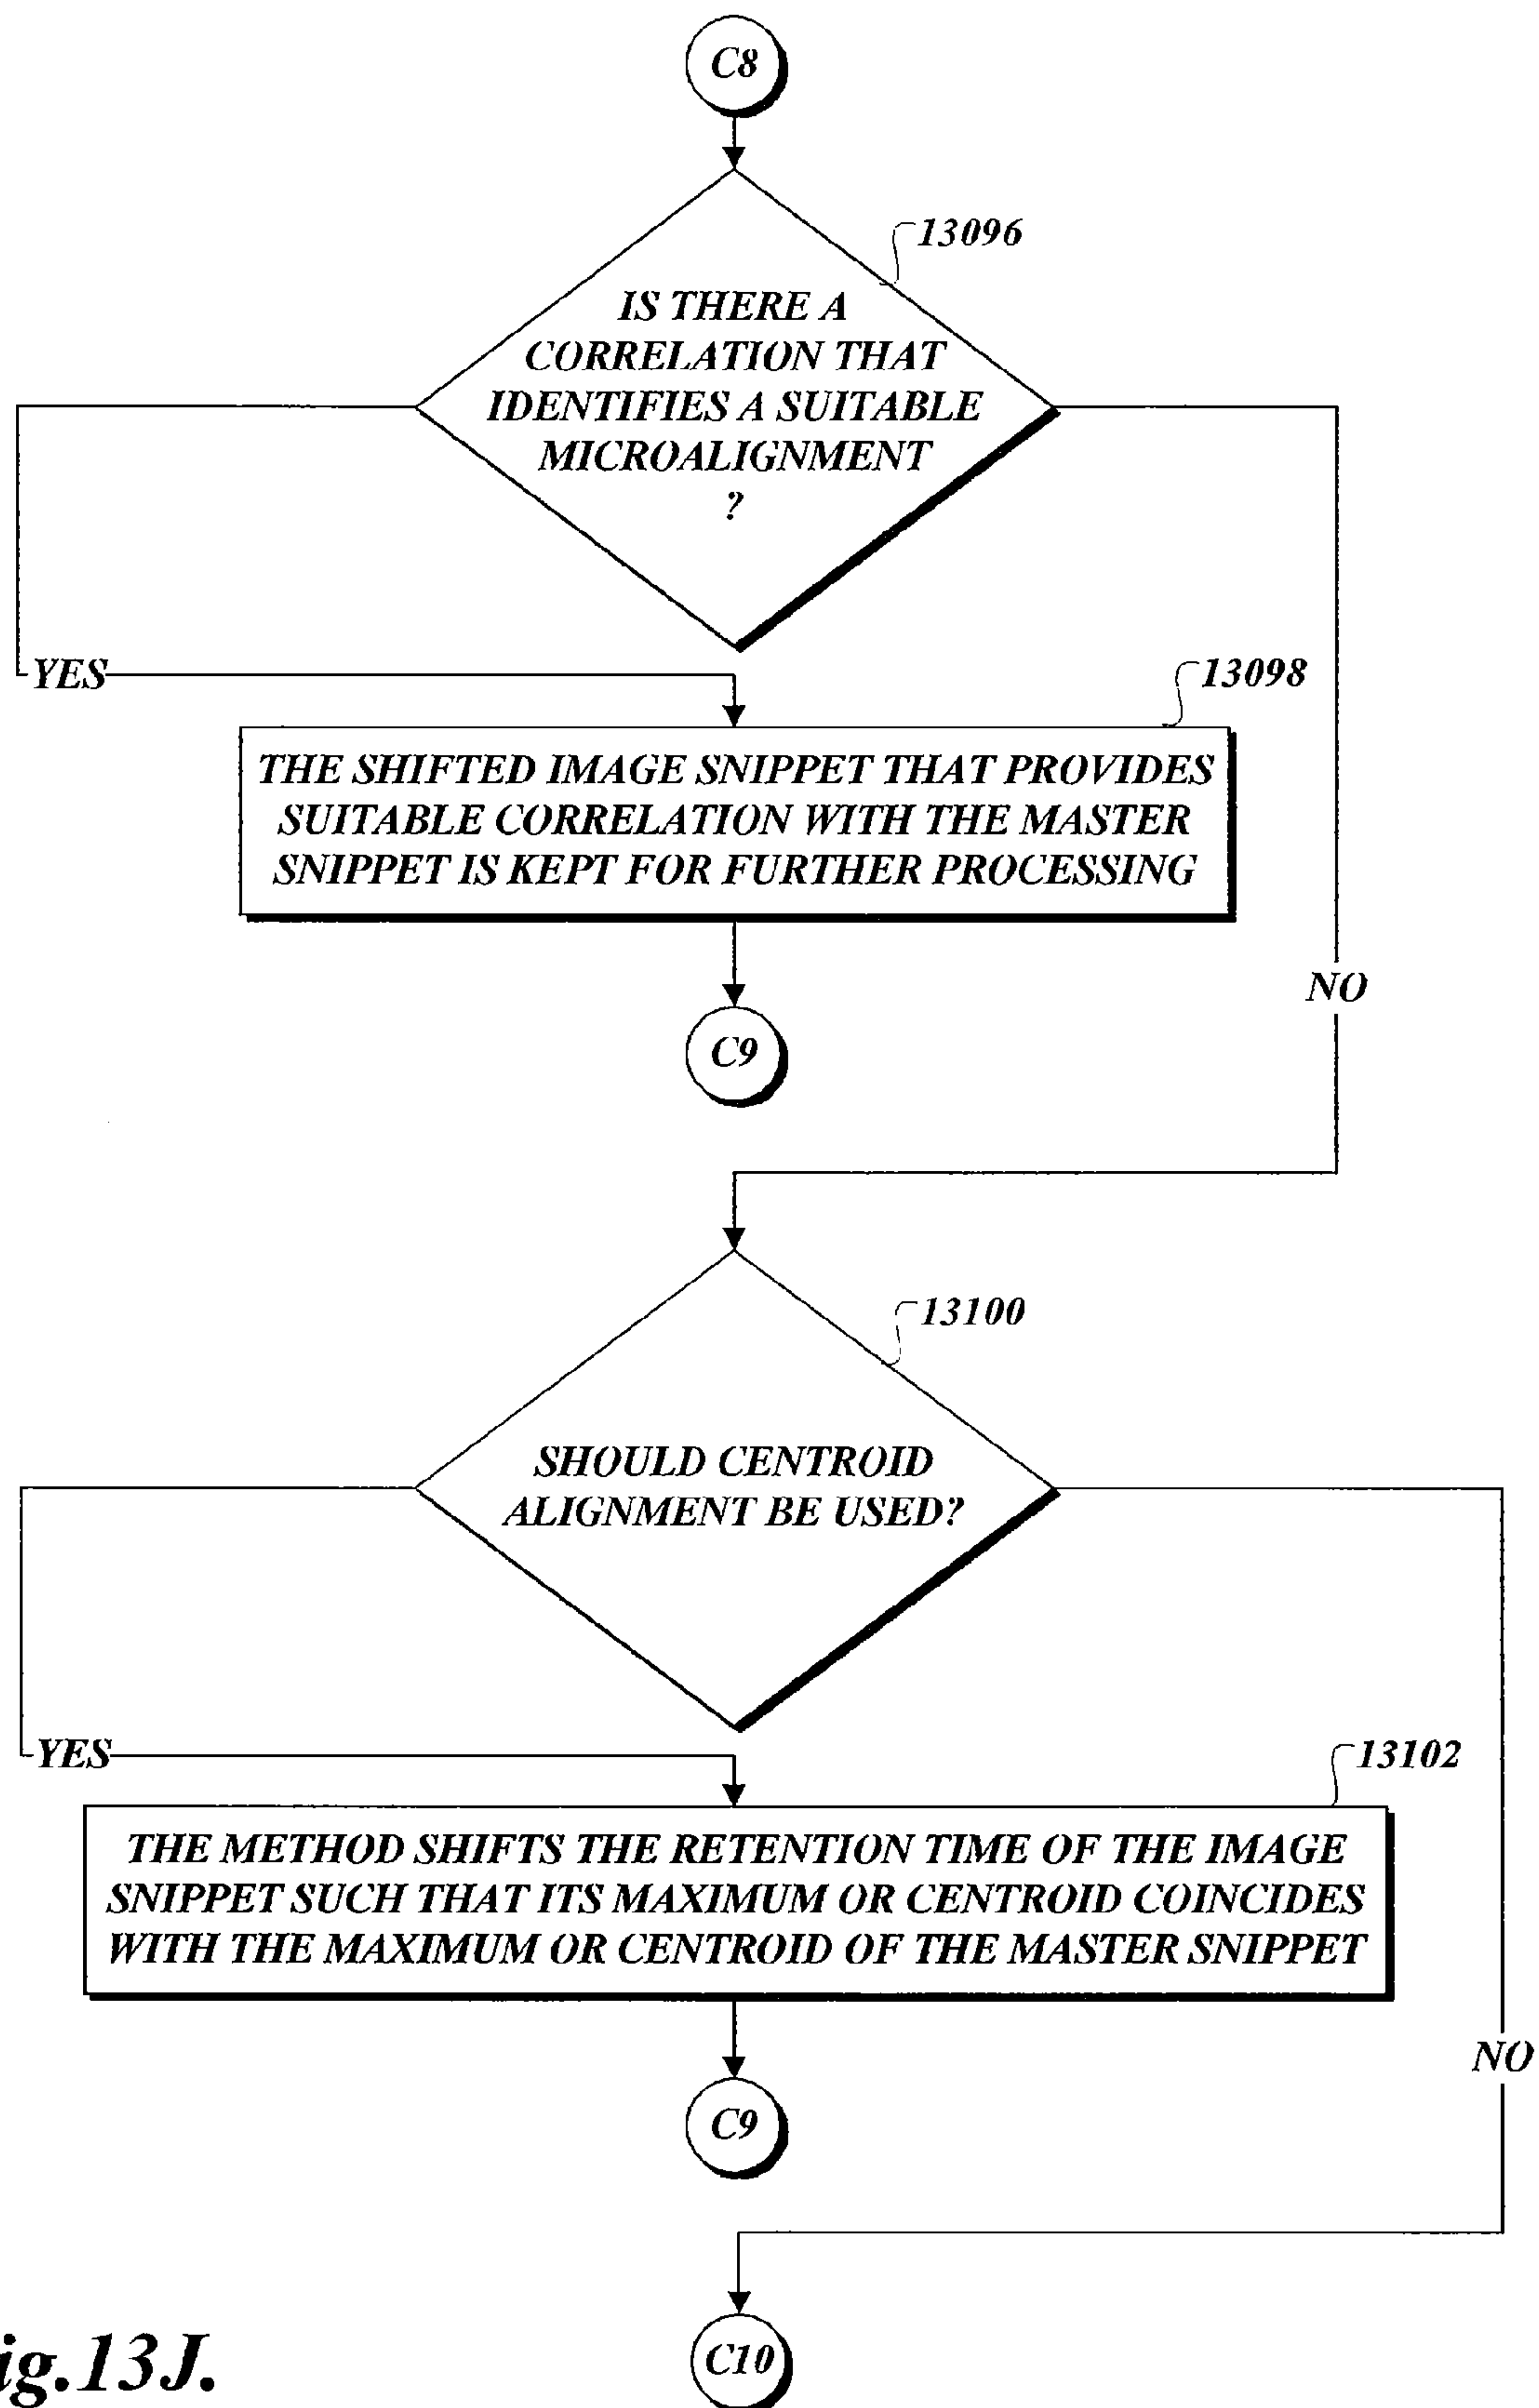 C8
13096
IS THERE A
CORRELATION THAT
IDENTIFIES A SUITABLE
MICROALIGNMENT
?
YES
13098
THE SHIFTED IMAGE SNIPPET THAT PROVIDES
SUITABLE CORRELATION WITH THE MASTER
SNIPPET IS KEPT FOR FURTHER PROCESSING
NO
C9
13100
SHOULD CENTROID
ALIGNMENT BE USED?
YES
13102
THE METHOD SHIFTS THE RETENTION TIME OF THE IMAGE
SNIPPET SUCH THAT ITS MAXIMUM OR CENTROID COINCIDES
WITH THE MAXIMUM OR CENTROID OF THE MASTER SNIPPET
NO
C9
C10
ig.13J.